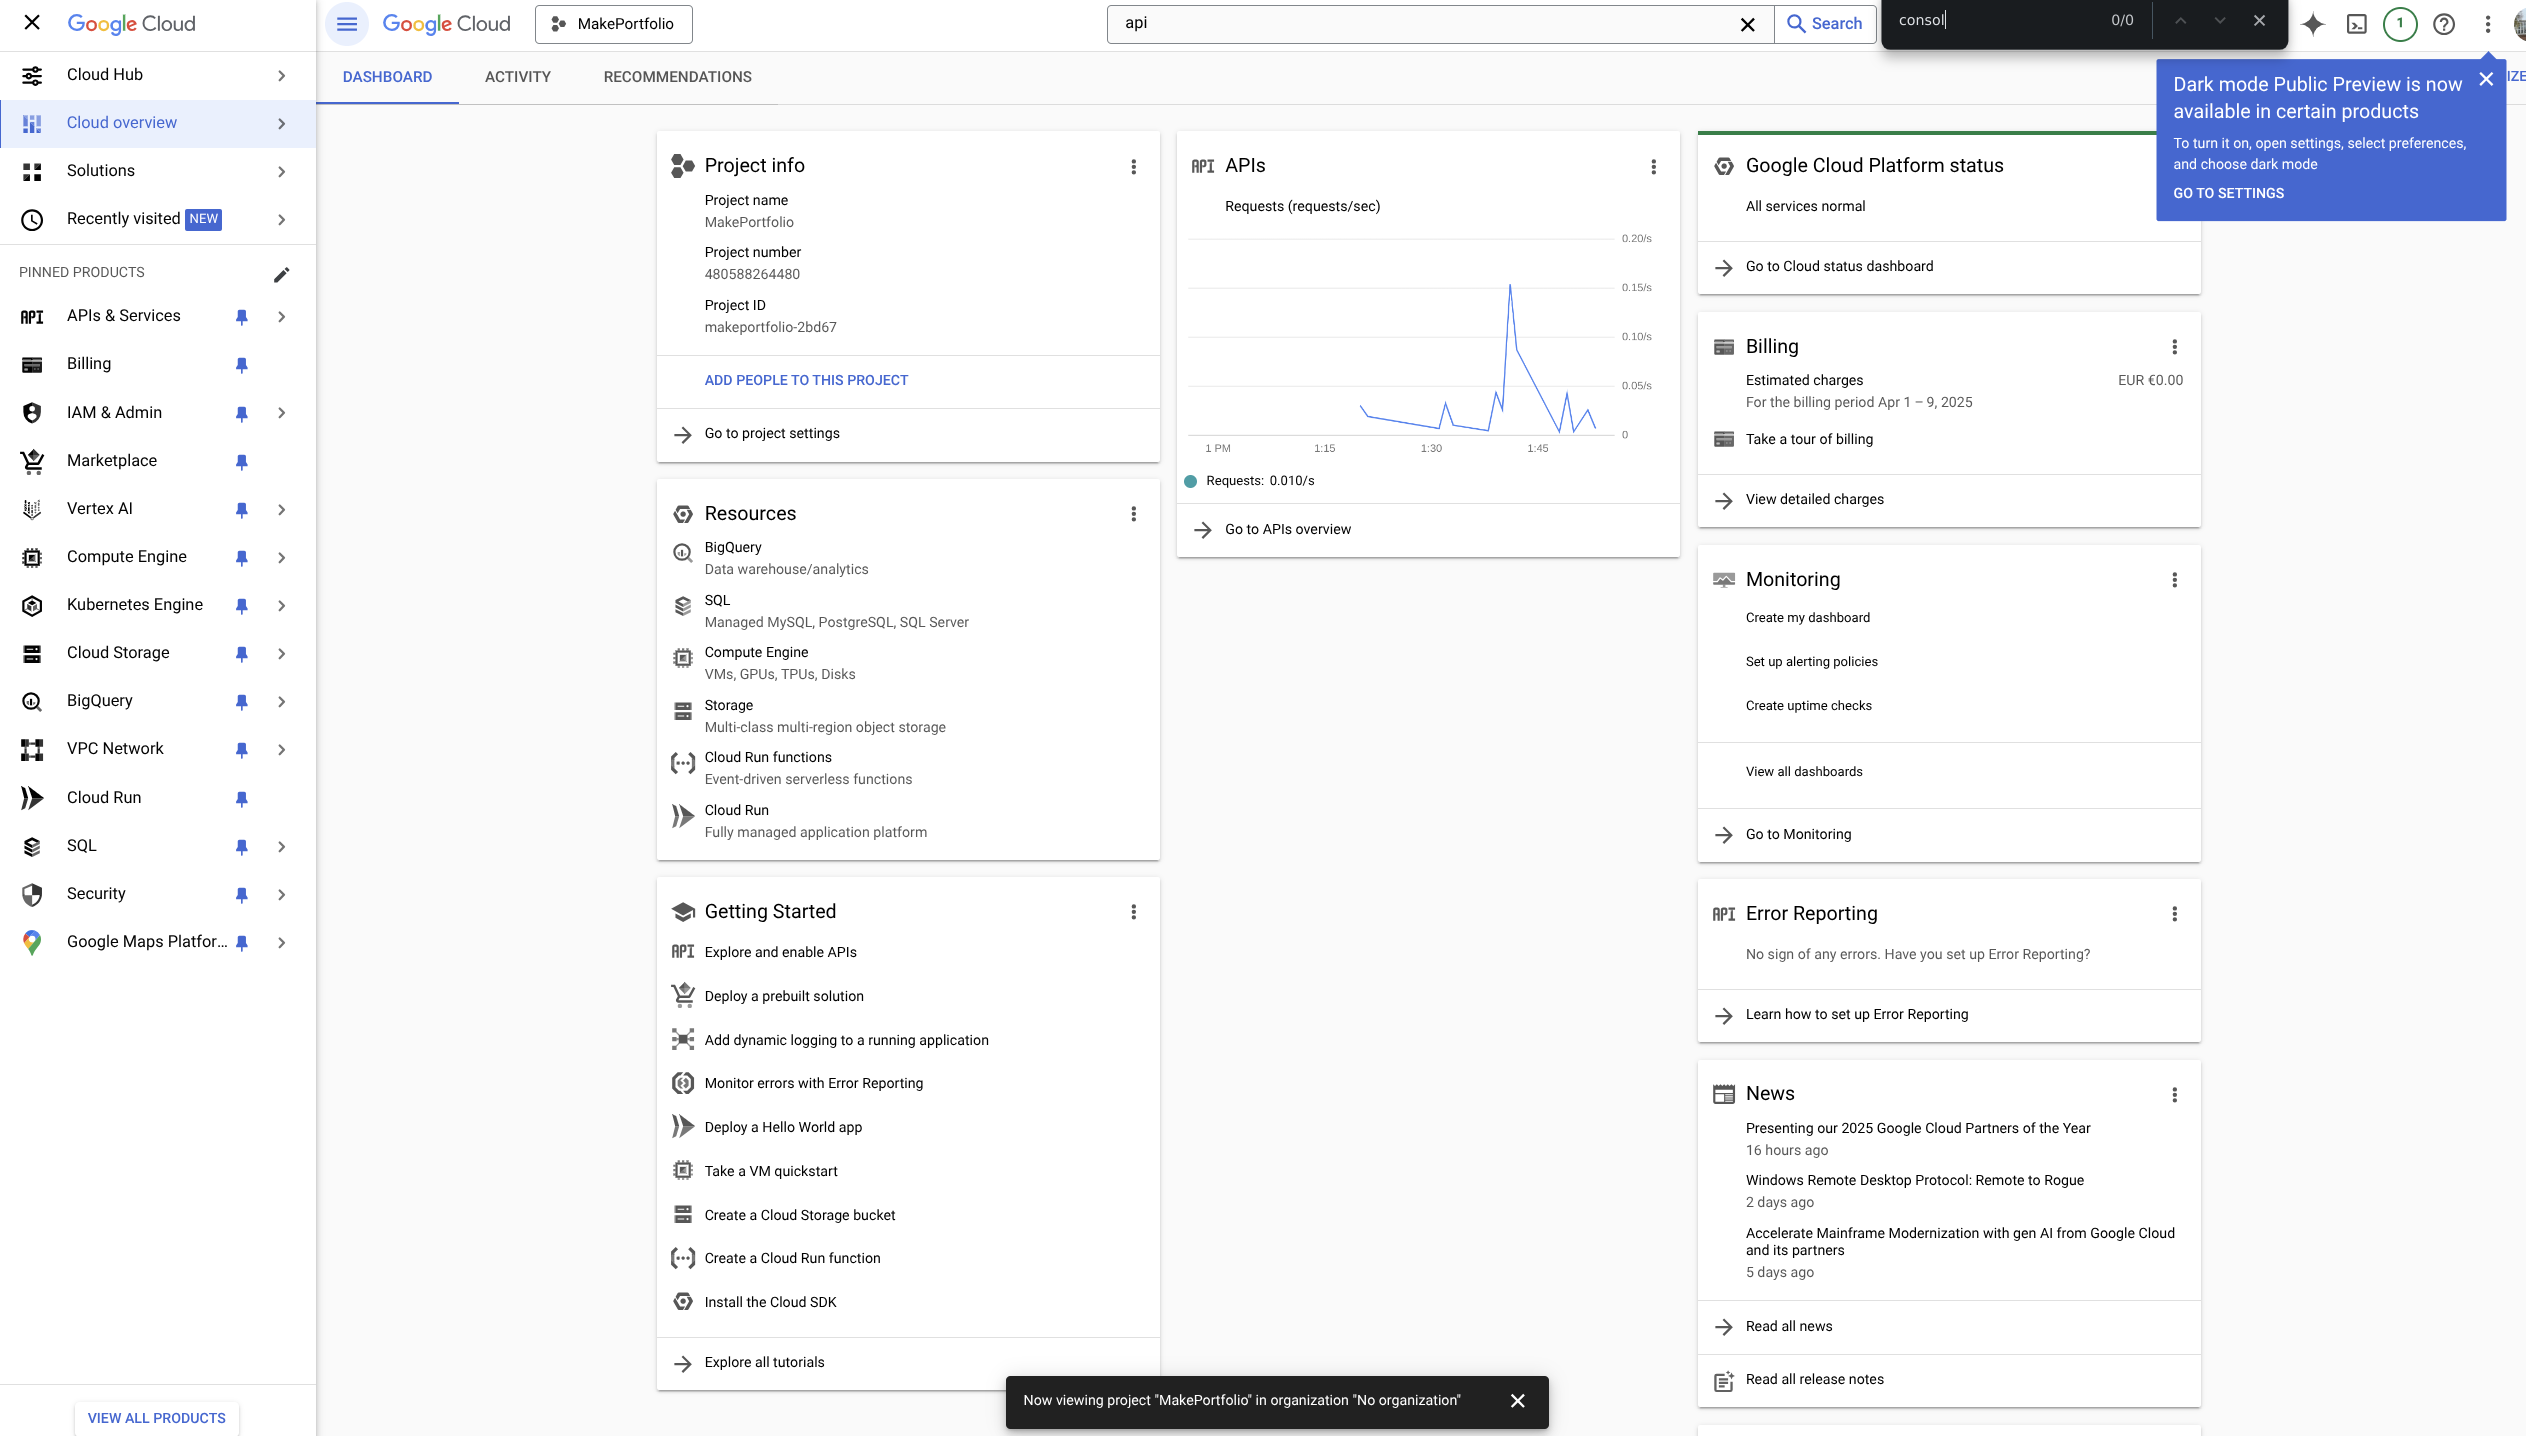 Google Cloud
Cloud Hub
Cloud overview
Solutions
Recently visited NEW
PINNED PRODUCTS
APIs & Services
Billing
IAM & Admin
Marketplace
Vertex AI
Compute Engine
Kubernetes Engine
Cloud Storage
BigQuery
VPC Network
Cloud Run
SQL
Security
Google Maps Platfor...
VIEW ALL PRODUCTS
Google Cloud
MakePortfolio
api
Search
consol
0/0
1
DASHBOARD
ACTIVITY
RECOMMENDATIONS
IZE
Dark mode Public Preview is now
available in certain products
To turn it on, open settings, select preferences,
and choose dark mode
GO TO SETTINGS
Project info
Project name
MakePortfolio
Project number
480588264480
Project ID
makeportfolio-2bd67
ADD PEOPLE TO THIS PROJECT
Go to project settings
Resources
BigQuery
Data warehouse/analytics
SQL
Managed MySQL, PostgreSQL, SQL Server
Compute Engine
VMs, GPUs, TPUs, Disks
Storage
Multi-class multi-region object storage
Cloud Run functions
Event-driven serverless functions
Cloud Run
Fully managed application platform
Getting Started
API Explore and enable APIs
Deploy a prebuilt solution
Add dynamic logging to a running application
Monitor errors with Error Reporting
Deploy a Hello World app
Take a VM quickstart
Create a Cloud Storage bucket
Create a Cloud Run function
Install the Cloud SDK
Explore all tutorials
API APIs
Requests (requests/sec)
0.20/s
0.15/s
0.10/s
0.05/s
0
1 PM
1:15
1:30
1:45
Requests: 0.010/s
Go to APIs overview
Google Cloud Platform status
All services normal
Go to Cloud status dashboard
Billing
Estimated charges
EUR €0.00
For the billing period Apr 1 – 9, 2025
Take a tour of billing
View detailed charges
Monitoring
Create my dashboard
Set up alerting policies
Create uptime checks
View all dashboards
Go to Monitoring
API Error Reporting
No sign of any errors. Have you set up Error Reporting?
Learn how to set up Error Reporting
News
Presenting our 2025 Google Cloud Partners of the Year
16 hours ago
Windows Remote Desktop Protocol: Remote to Rogue
2 days ago
Accelerate Mainframe Modernization with gen AI from Google Cloud
and its partners
5 days ago
Read all news
Read all release notes
Now viewing project "MakePortfolio" in organization "No organization"